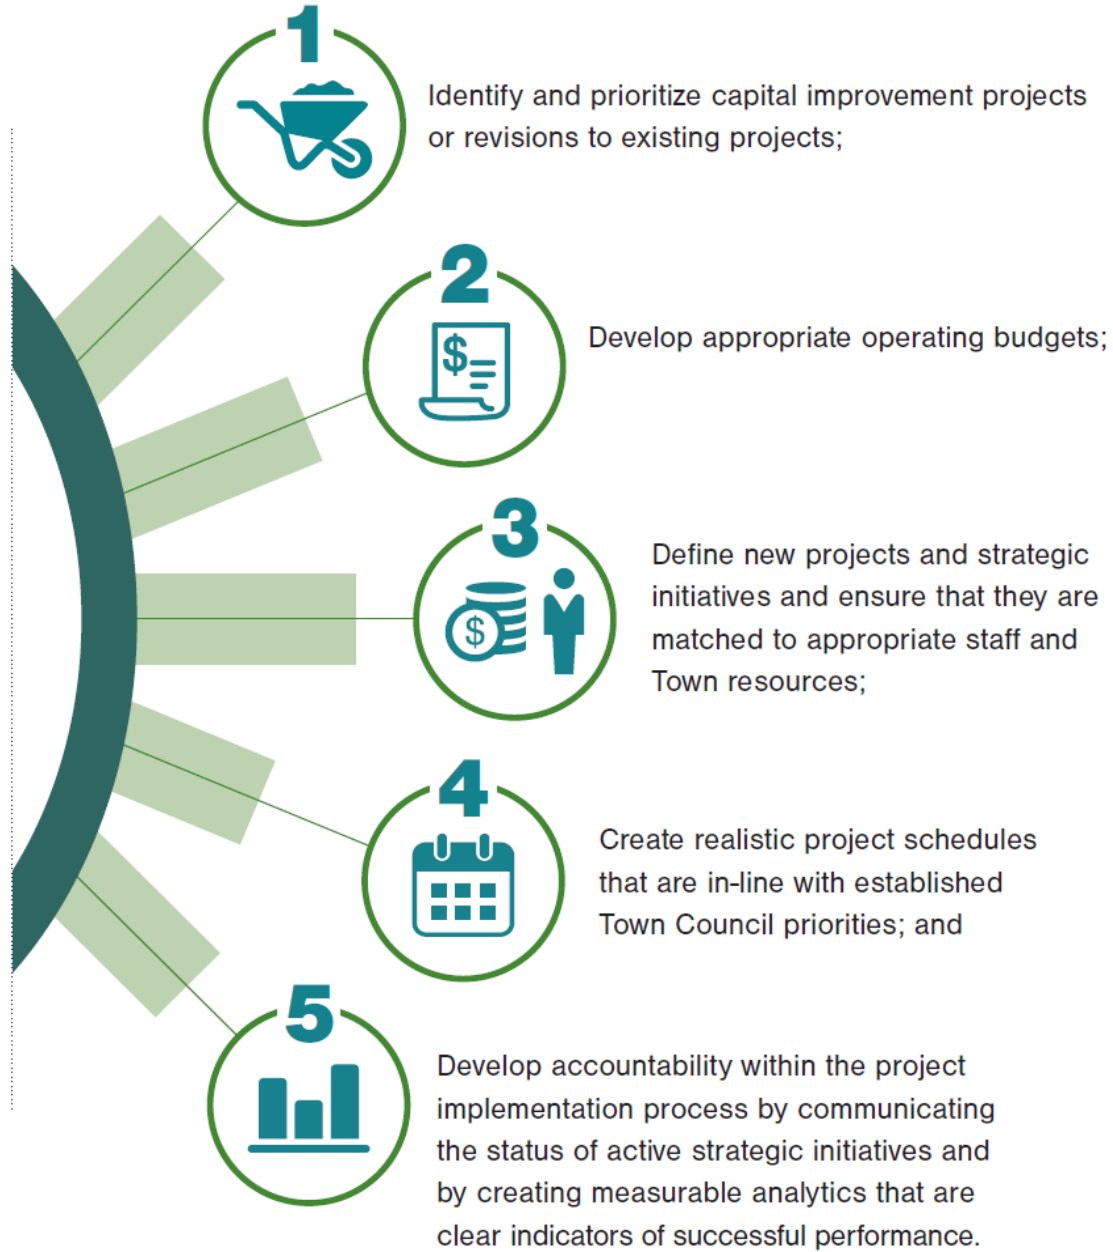 1
Identify and prioritize capital improvement projects
or revisions to existing projects;
2
$
Develop appropriate operating budgets;
3
$
Define new projects and strategic
initiatives and ensure that they are
matched to appropriate staff and
Town resources;
4
Create realistic project schedules
that are in-line with established
Town Council priorities; and
5
Develop accountability within the project
implementation process by communicating
the status of active strategic initiatives and
by creating measurable analytics that are
clear indicators of successful performance.